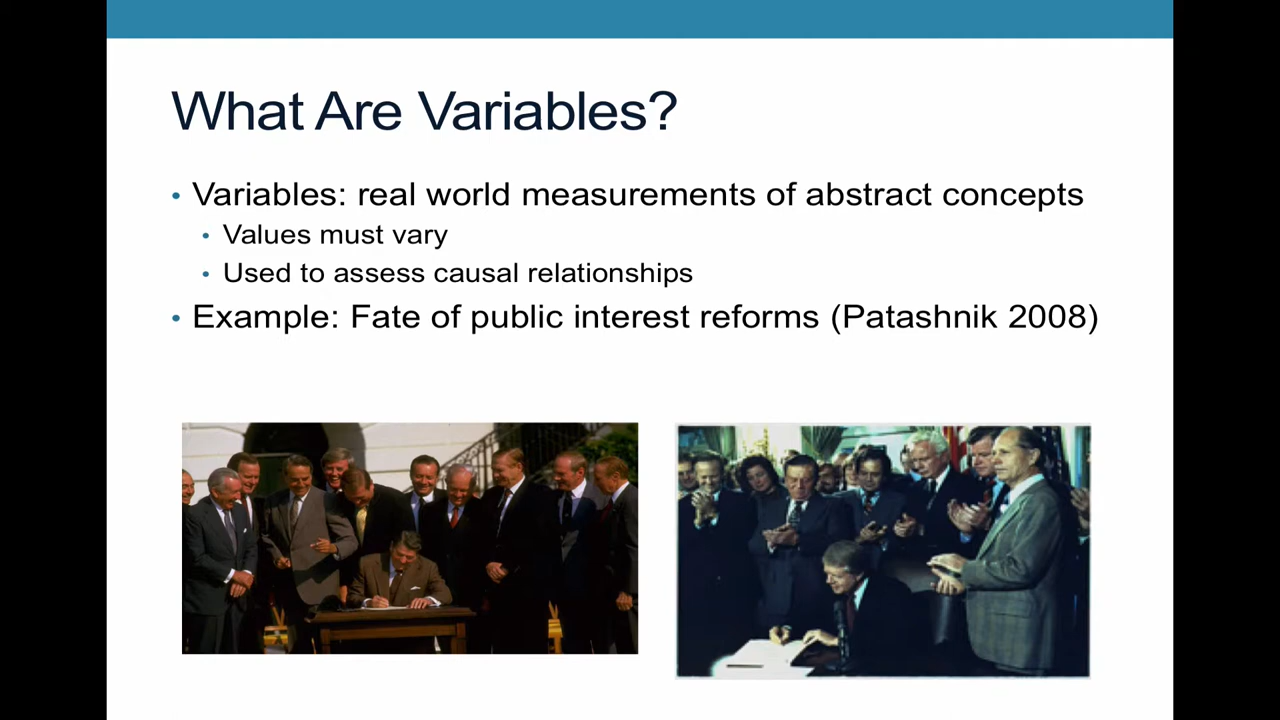 What Are Variables?
• Variables: real world measurements of abstract concepts
• Values must vary
• Used to assess causal relationships
• Example: Fate of public interest reforms (Patashnik 2008)